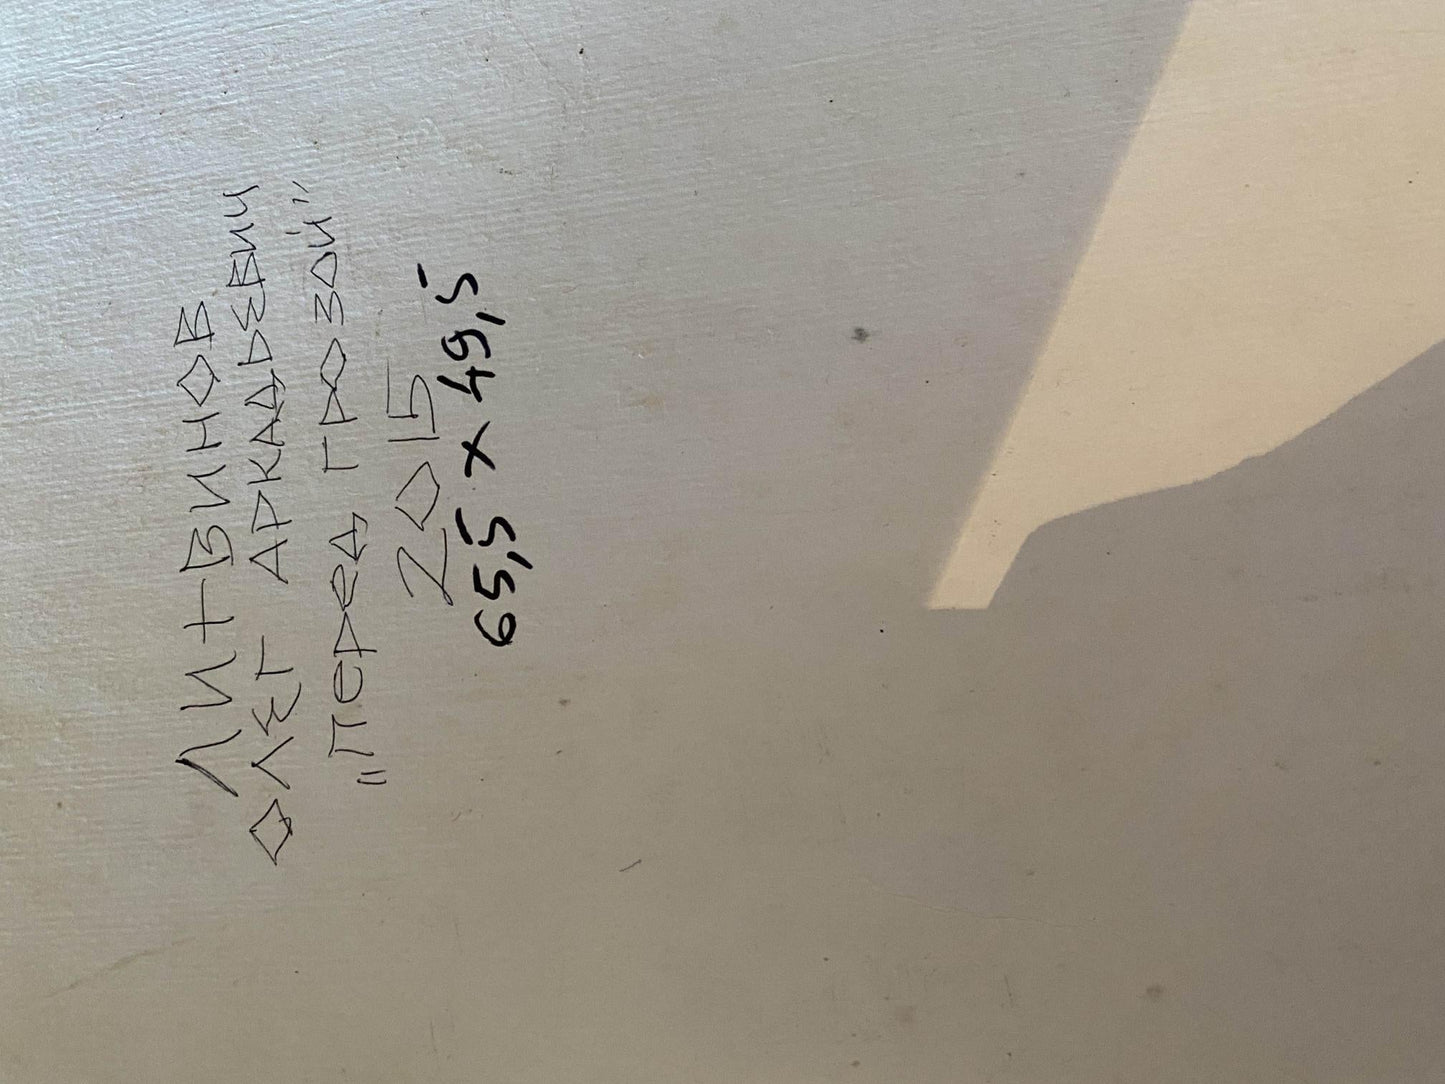 ЛИТВИНОВ
ОЛЕГ АРКАДЬЕВИЧ
"Перед грозой"
2015
65,5 x 49,5